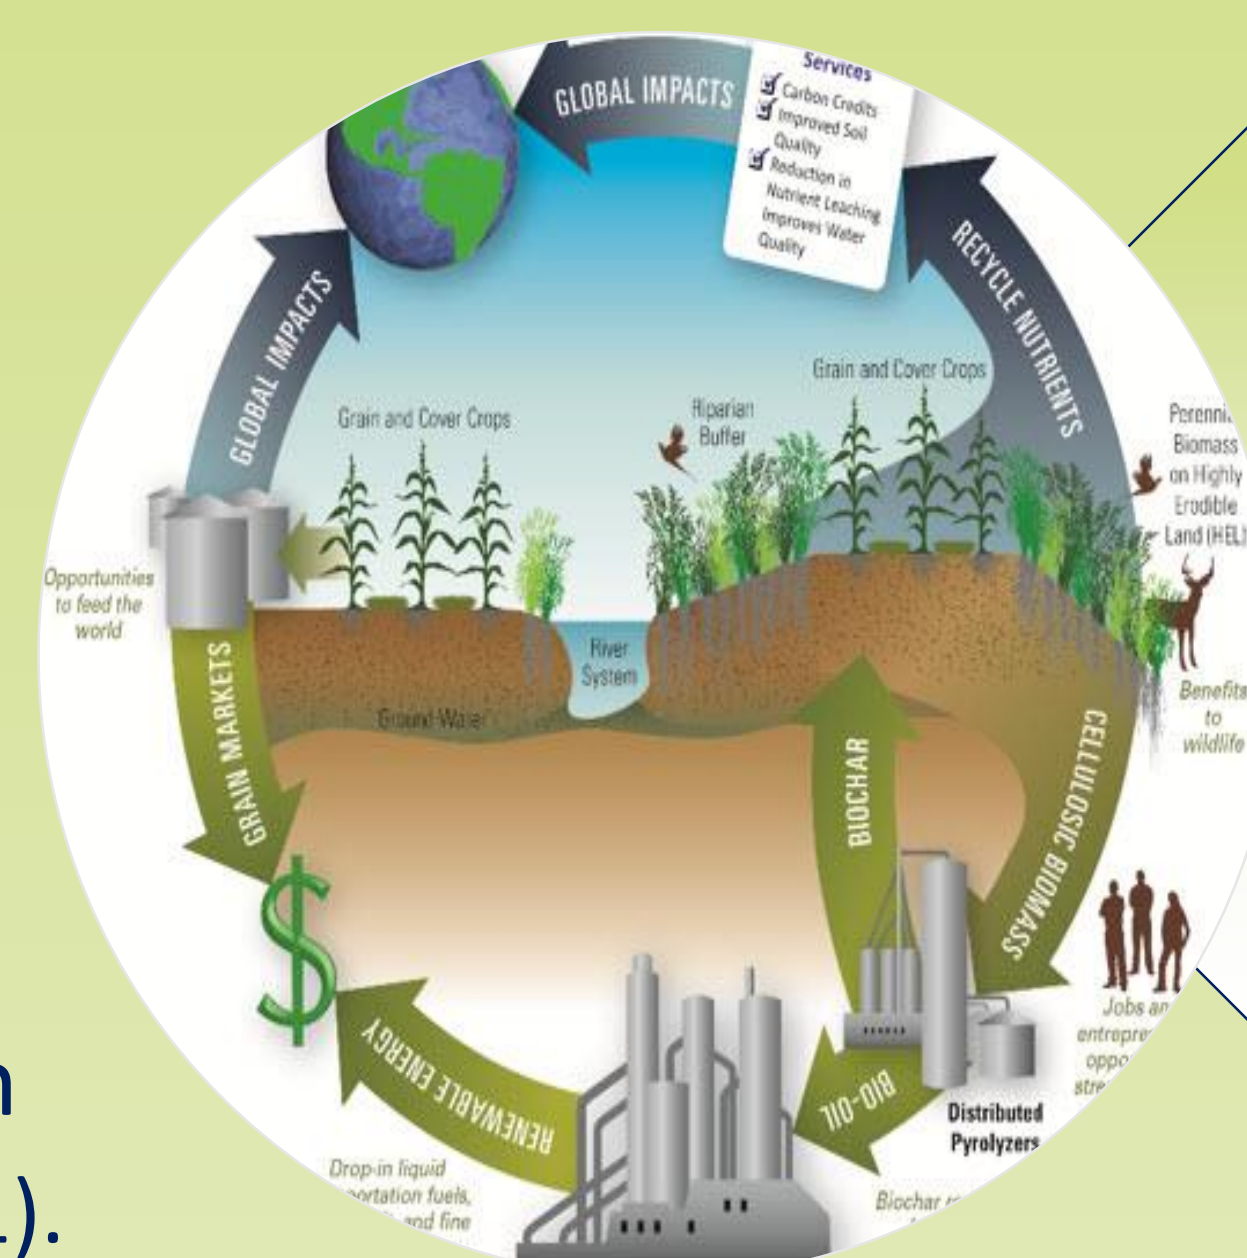 Services
Carbon Credits
Improved Soil
Quality
Reduction in
Nutrient Leaching
Improves Water
Quality
GLOBAL IMPACTS
RECYCLE NUTRIENTS
GLOBAL IMPACTS
Grain and Cover Crops
Riparian
Buffer
Grain and Cover Crops
Biomass
on Highly
Erodible
Land (HEL)
Opportunities
to feed the
world
River
System
Ground Water
Benefits
to
wildlife
GRAIN MARKETS
BIOCHAR
CELLULOSIC BIOMASS
Jobs
RENEWABLE ENERGY
BIO-OIL
Distributed
Pyrolyzers
Drop-in liquid
fuels,
and fine
Biochar
).